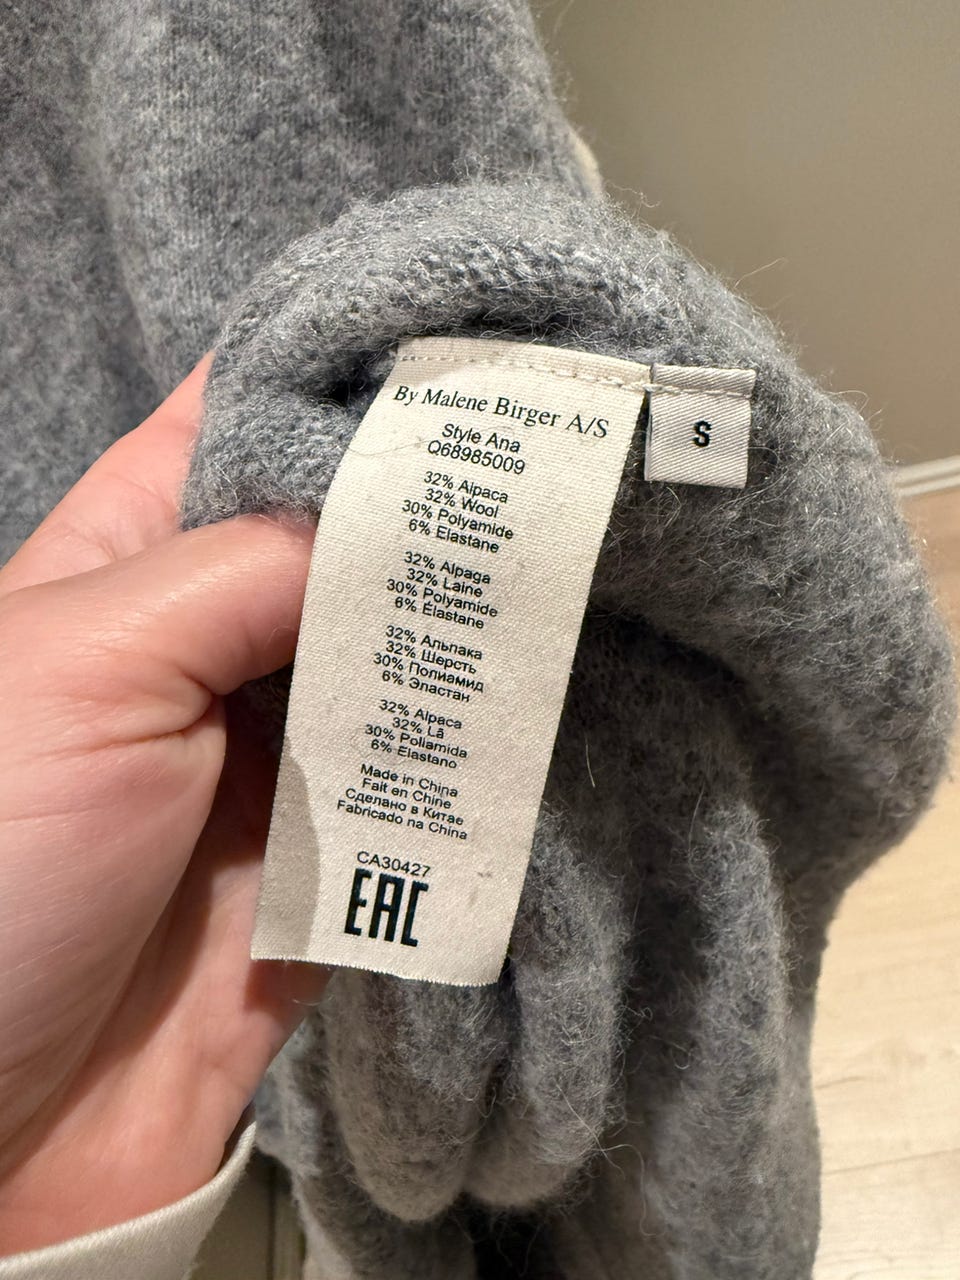 By Malene Birger A/S
Style Ana
Q68985009
32% Alpaca
32% Wool
30% Polyamide
6% Elastane
32% Alpaga
32% Laine
30% Polyamide
6% Élastane
32% Альпака
32% Шерсть
30% Полиамид
6% Эластан
32% Alpaca
32% Lã
30% Poliamida
6% Elastano
Made in China
Fait en Chine
Сделано в Китае
Fabricado na China
CA30427
EAC
S